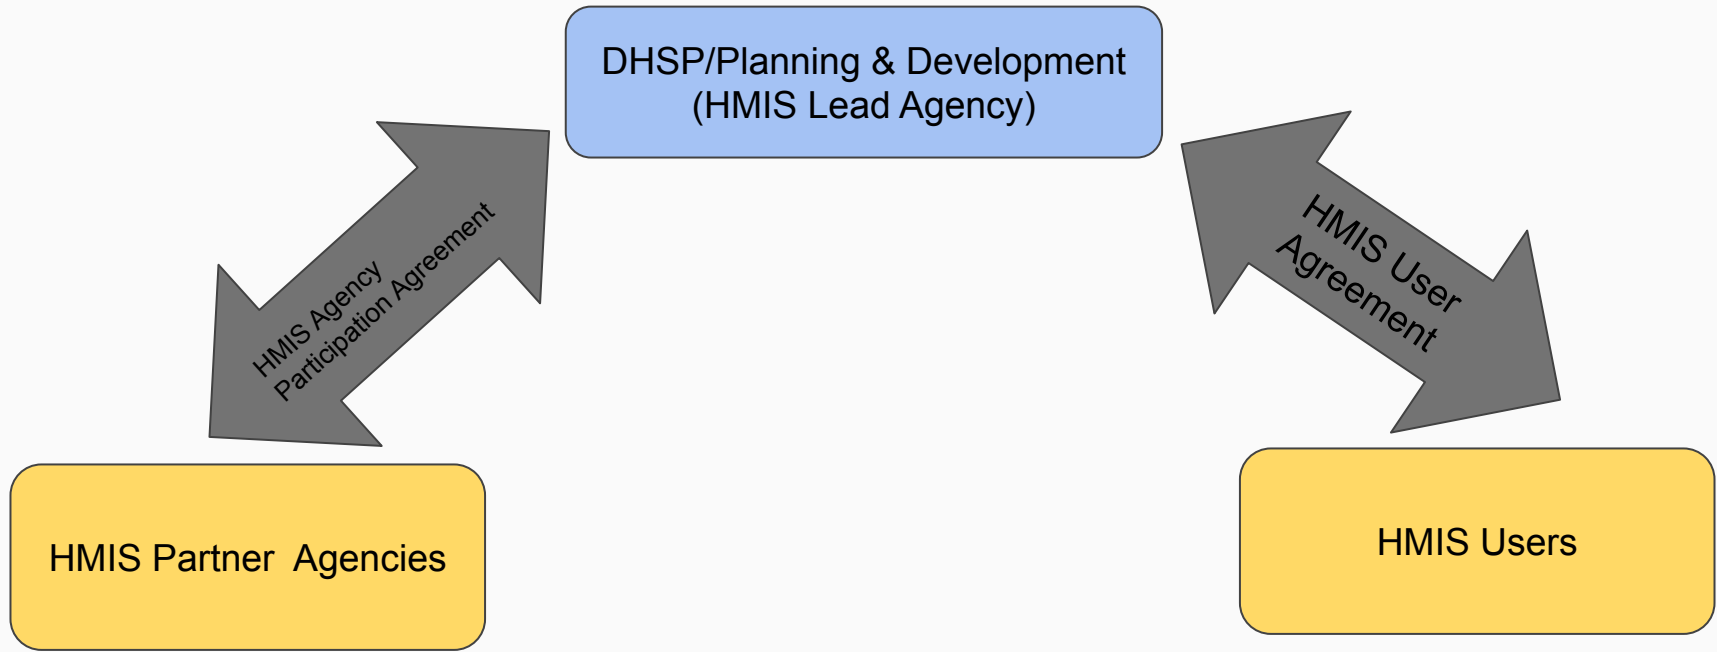 DHSP/Planning & Development
(HMIS Lead Agency)
HMIS Agency
Participation Agreement
HMIS User
Agreement
HMIS Partner  Agencies
HMIS Users